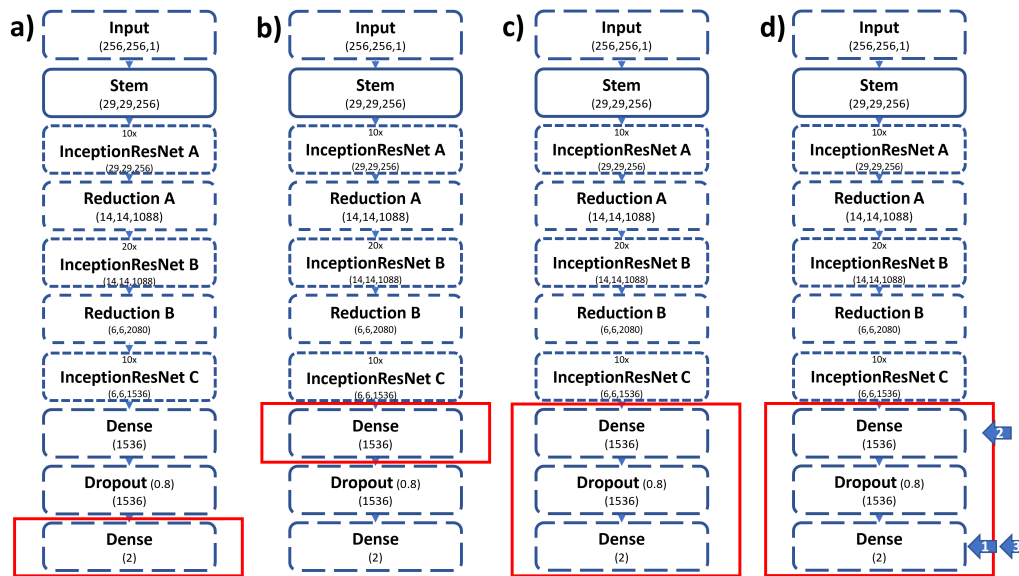 a)
Input
(256,256,1)
Stem
(29,29,256)
10x
InceptionResNet A
(29,29,256)
Reduction A
(14,14,1088)
20x
InceptionResNet B
(14,14,1088)
Reduction B
(6,6,2080)
10x
InceptionResNet C
(6,6,1536)
Dense
(1536)
Dropout (0.8)
(1536)
Dense
(2)
b)
Input
(256,256,1)
Stem
(29,29,256)
10x
InceptionResNet A
(29,29,256)
Reduction A
(14,14,1088)
20x
InceptionResNet B
(14,14,1088)
Reduction B
(6,6,2080)
10x
InceptionResNet C
(6,6,1536)
Dense
(1536)
Dropout (0.8)
(1536)
Dense
(2)
c)
Input
(256,256,1)
Stem
(29,29,256)
10x
InceptionResNet A
(29,29,256)
Reduction A
(14,14,1088)
20x
InceptionResNet B
(14,14,1088)
Reduction B
(6,6,2080)
10x
InceptionResNet C
(6,6,1536)
Dense
(1536)
Dropout (0.8)
(1536)
Dense
(2)
d)
Input
(256,256,1)
Stem
(29,29,256)
10x
InceptionResNet A
(29,29,256)
Reduction A
(14,14,1088)
20x
InceptionResNet B
(14,14,1088)
Reduction B
(6,6,2080)
10x
InceptionResNet C
(6,6,1536)
Dense
(1536)
2
Dropout (0.8)
(1536)
Dense
(2)
1
3